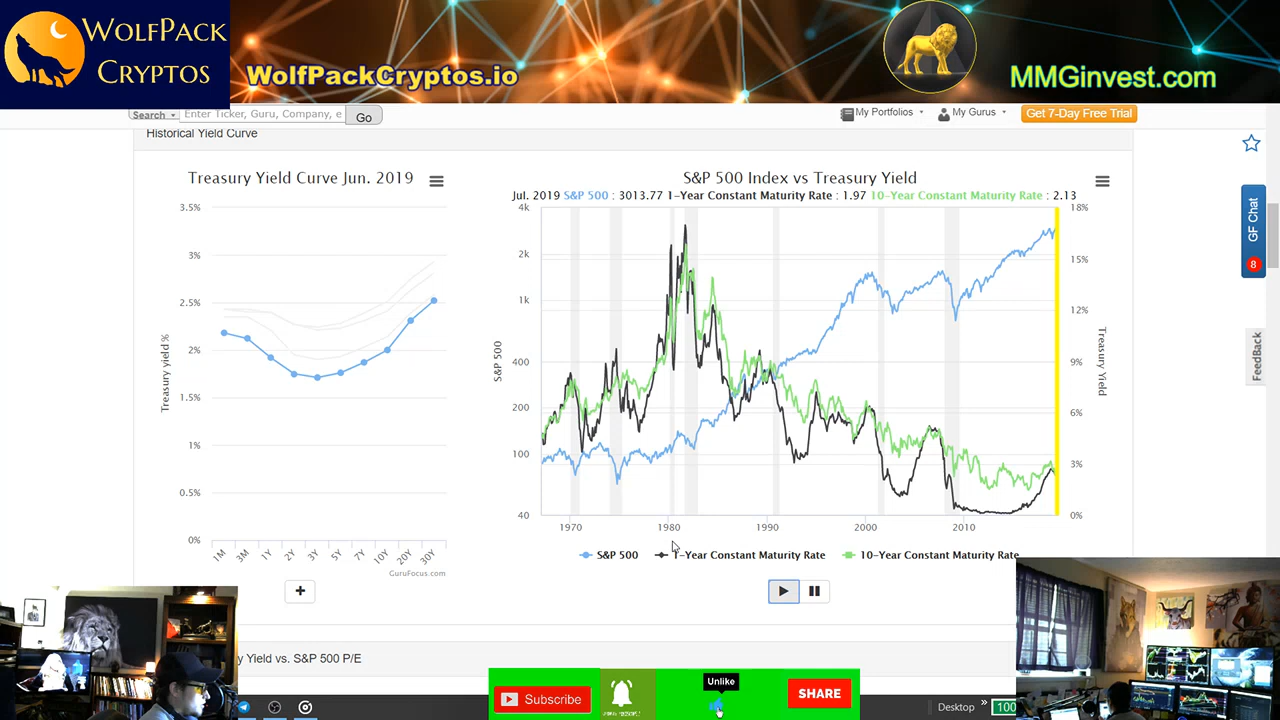 WOLFPACK
CRYPTOS
WolfPackCryptos.io
MMGinvest.com
Search
Enter Ticker, Guru, Company, e
Go
My Portfolios
My Gurus
Get 7-Day Free Trial
Historical Yield Curve
Treasury Yield Curve Jun. 2019
S&P 500 Index vs Treasury Yield
Jul. 2019 S&P 500 : 3013.77 1-Year Constant Maturity Rate : 1.97 10-Year Constant Maturity Rate : 2.13
3.5%
3%
2.5%
2%
1.5%
1%
0.5%
0%
Treasury yield %
1M 3M 1Y 2Y 3Y 5Y 7Y 10Y 20Y 30Y
GuruFocus.com
4k
2k
1k
400
200
100
40
S&P 500
18%
15%
12%
9%
6%
3%
0%
Treasury Yield
1970 1980 1990 2000 2010
S&P 500 1-Year Constant Maturity Rate 10-Year Constant Maturity Rate
GF Chat
8
FeedBack
+
y Yield vs. S&P 500 P/E
Subscribe
Unlike
SHARE
Desktop
100